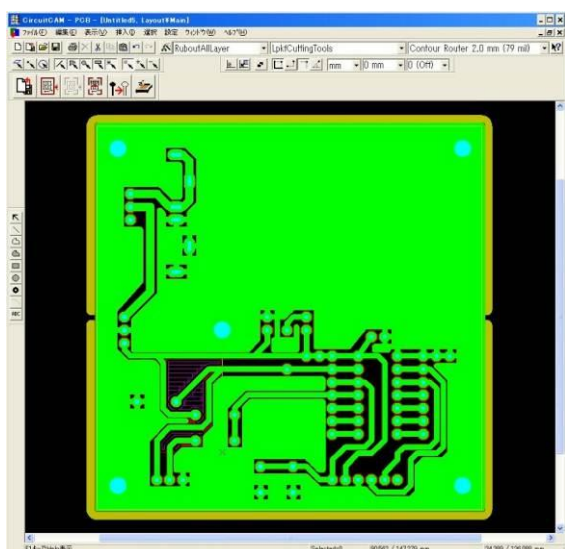 CircuitCAM - PCB - [Untitled5, Layout¥Main]
ファイル(F) 編集(E) 表示(V) 挿入(I) 選択 設定 ウィンドウ(W) ヘルプ(H)
RuboutAllLayer LpkfCuttingTools Contour Router 2.0 mm (79 mil)
mm 0 mm 0 (Off)